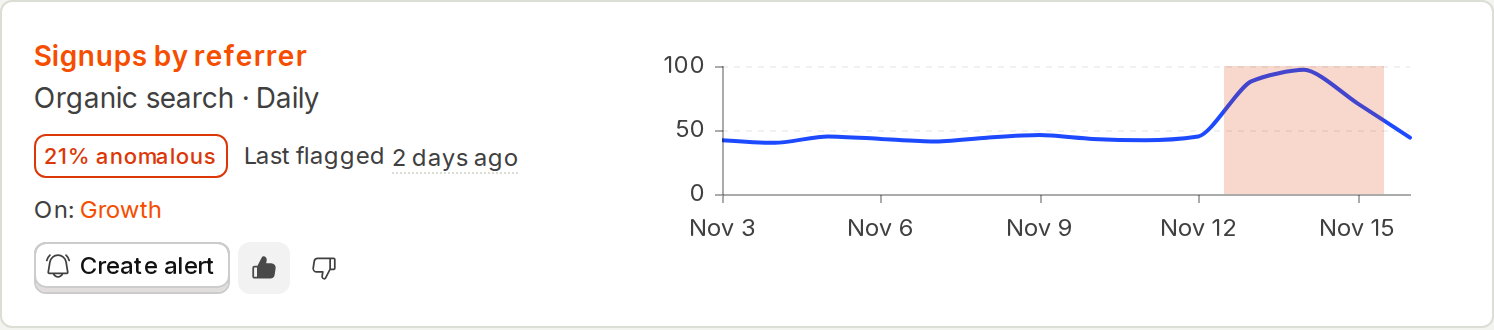 Signups by referrer
Organic search · Daily
21% anomalous Last flagged 2 days ago
On: Growth
Create alert
100
50
0
Nov 3 Nov 6 Nov 9 Nov 12 Nov 15